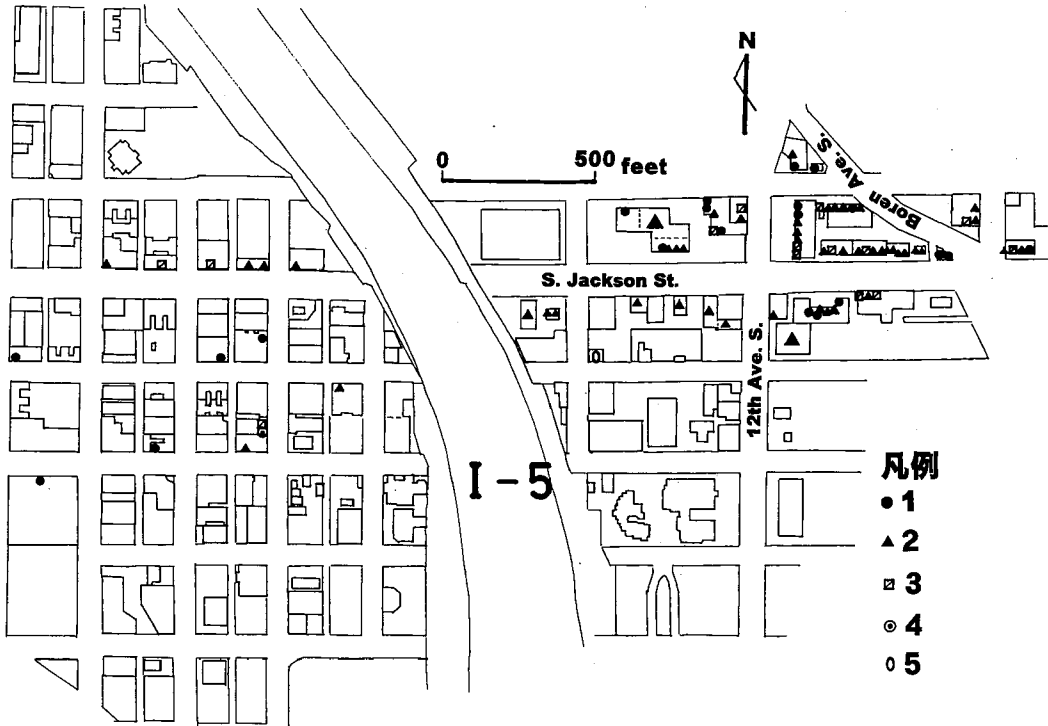 N
0 500 feet
Boren Ave. S.
S. Jackson St.
12th Ave. S.
I-5
凡例
1
2
3
4
5